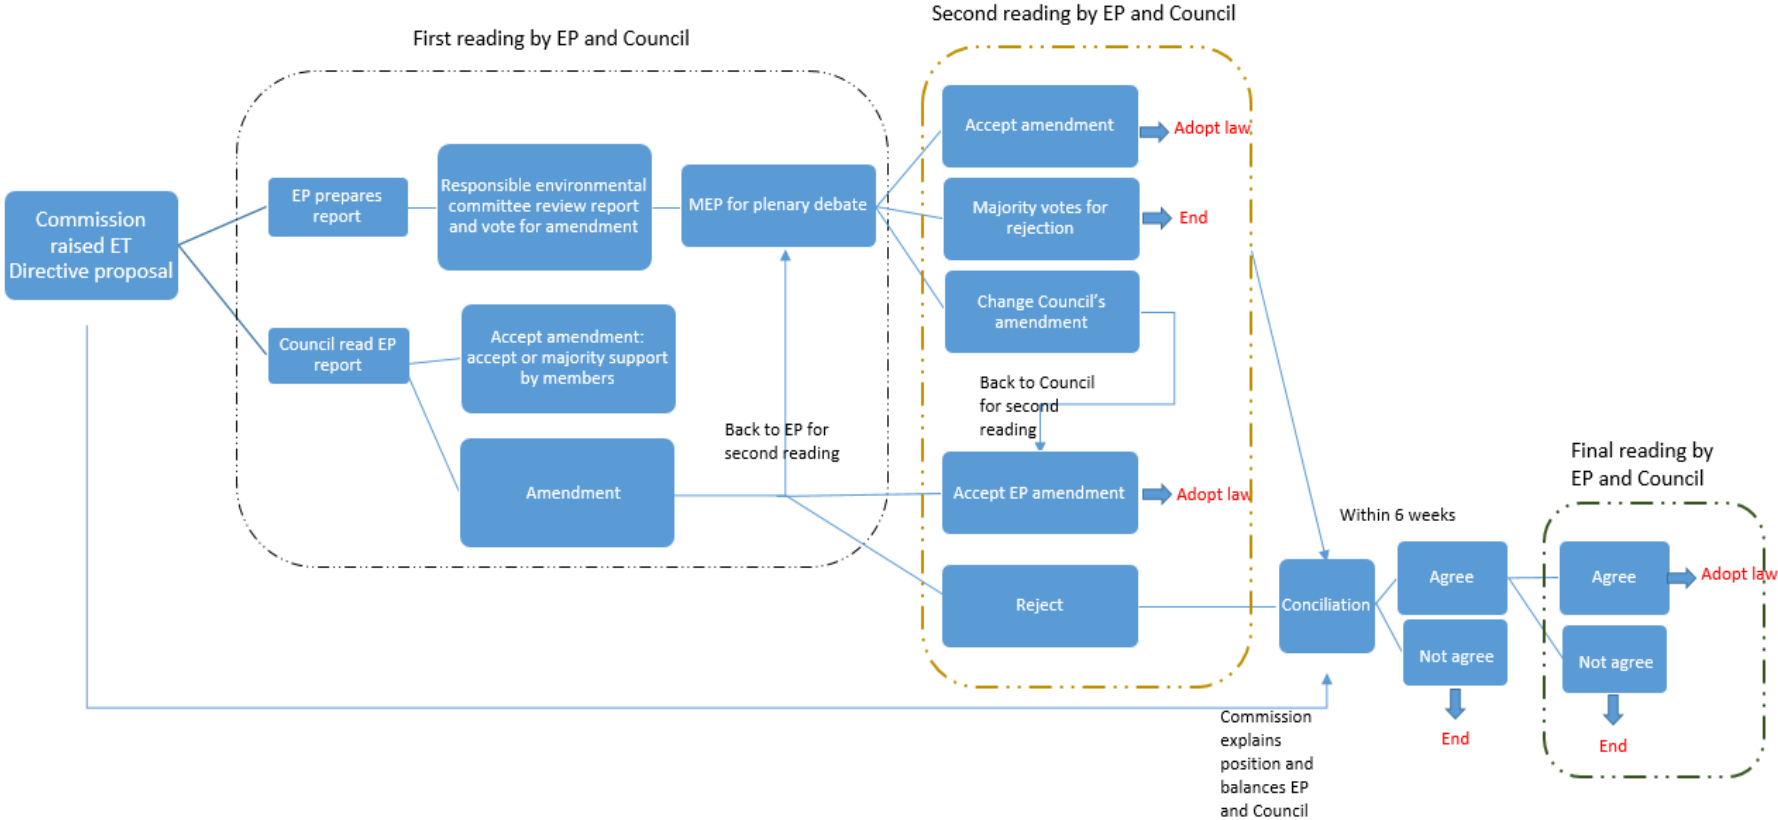 First reading by EP and Council
Second reading by EP and Council
Commission
raised ET
Directive proposal
EP prepares
report
Responsible environmental
committee review report
and vote for amendment
MEP for plenary debate
Council read EP
report
Accept amendment:
accept or majority support
by members
Amendment
Back to EP for
second reading
Accept amendment
Adopt law
Majority votes for
rejection
End
Change Council's
amendment
Back to Council
for second
reading
Accept EP amendment
Adopt law
Reject
Conciliation
Commission
explains
position and
balances EP
and Council
Within 6 weeks
Agree
Not agree
End
Final reading by
EP and Council
Agree
Adopt law
Not agree
End